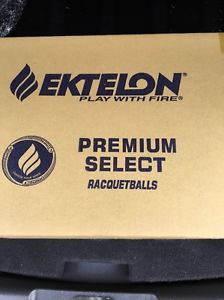 EKTELON®
PLAY WITH FIRE®
PREMIUM
SELECT
RACQUETBALLS